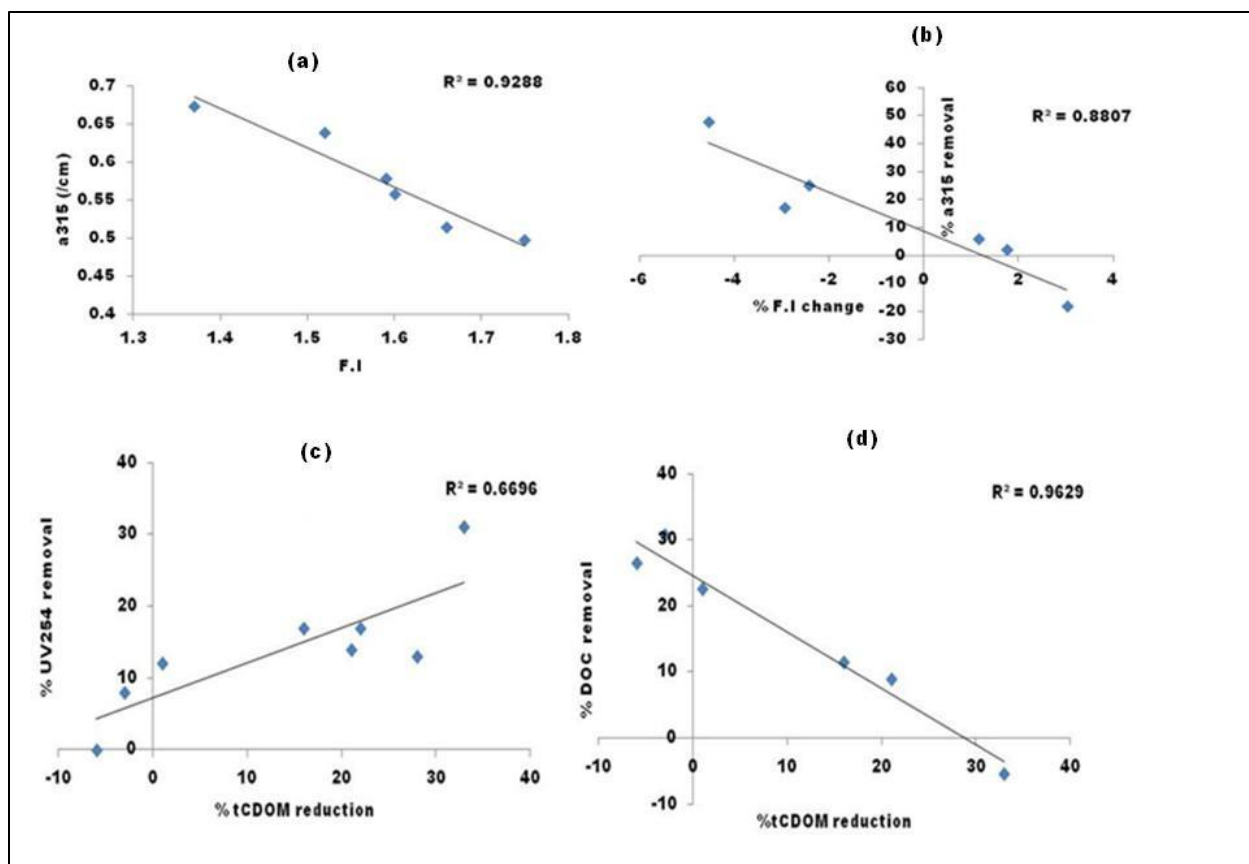 (a)
R² = 0.9288
a315 (/cm)
0.7
0.65
0.6
0.55
0.5
0.45
0.4
1.3 1.4 1.5 1.6 1.7 1.8
F.I
(b)
R² = 0.8807
% a315 removal
60
50
40
30
20
10
0
-10
-20
-30
-6 -4 -2 0 2 4
% F.I change
(c)
R² = 0.6696
% UV254 removal
40
30
20
10
0
-10 0 10 20 30 40
% tCDOM reduction
(d)
R² = 0.9629
% DOC removal
40
30
20
10
0
-10
-10 0 10 20 30 40
%tCDOM reduction